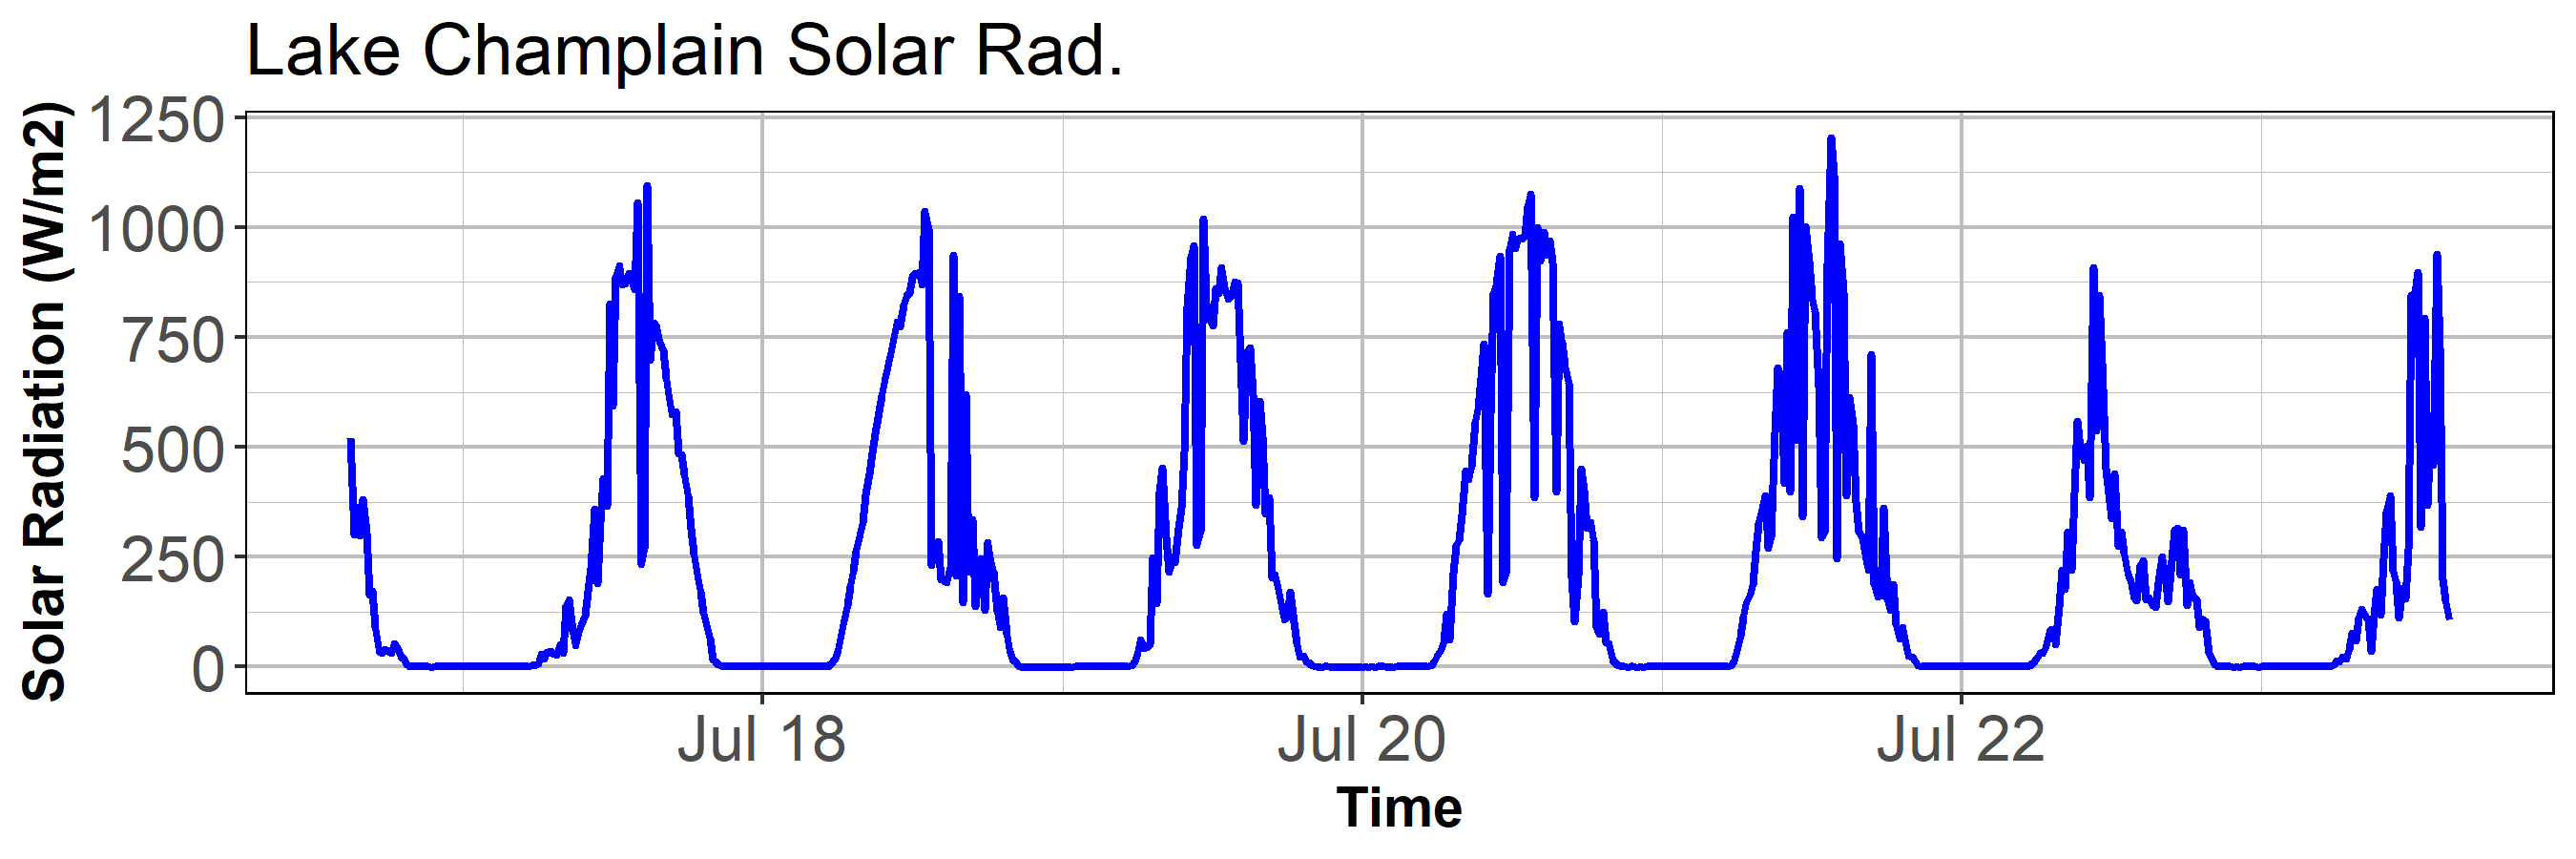 Lake Champlain Solar Rad.
Solar Radiation (W/m2)
1250
1000
750
500
250
0
Jul 18 Jul 20 Jul 22
Time